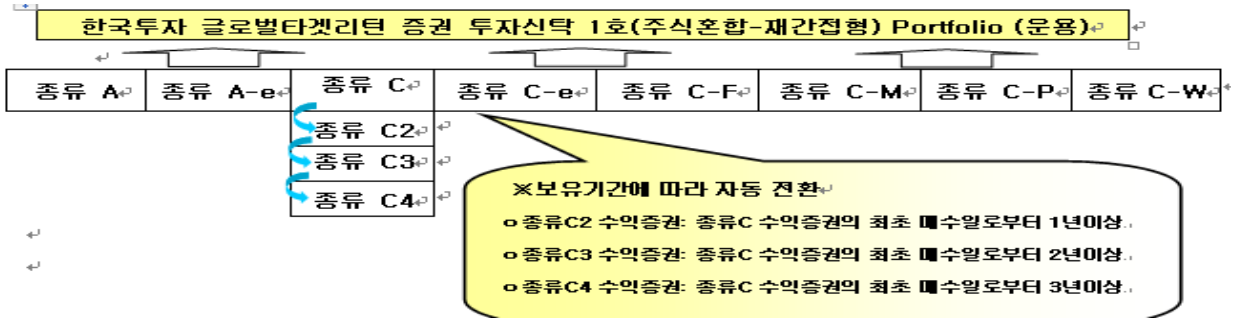 한국투자 글로벌타겟리턴 증권 투자신탁 1호(주식혼합-재간접형) Portfolio (운용)
종류 A 종류 A-e 종류 C 종류 C-e 종류 C-F 종류 C-M 종류 C-P 종류 C-W
종류 C2
종류 C3
종류 C4
※보유기간에 따라 자동 전환
ㅇ종류C2 수익증권: 종류C 수익증권의 최초 매수일로부터 1년이상
ㅇ종류C3 수익증권: 종류C 수익증권의 최초 매수일로부터 2년이상
ㅇ종류C4 수익증권: 종류C 수익증권의 최초 매수일로부터 3년이상